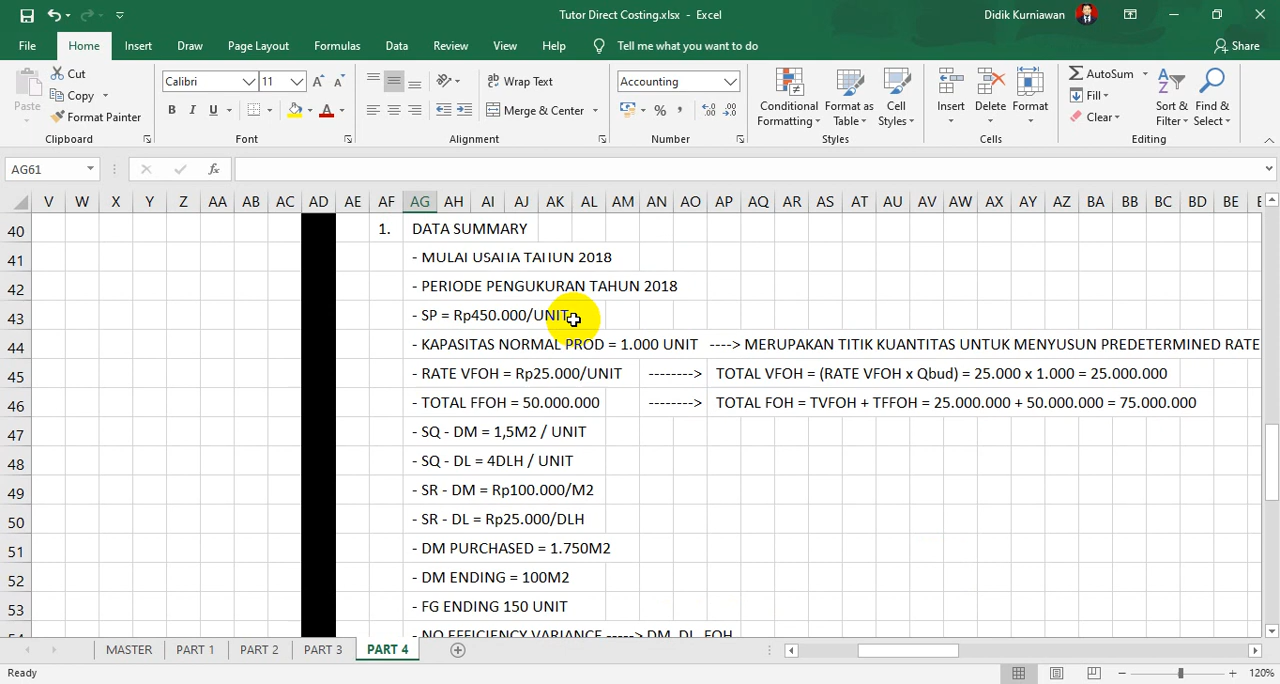 Tutor Direct Costing.xlsx - Excel
Didik Kurniawan
File Home Insert Draw Page Layout Formulas Data Review View Help Tell me what you want to do Share
Paste Cut Copy Format Painter Clipboard
Calibri 11 B I U Font
Wrap Text Merge & Center Alignment
Accounting % , Number
Conditional Formatting Format as Table Cell Styles Styles
Insert Delete Format Cells
AutoSum Fill Clear Sort & Filter Find & Select Editing
AG61 fx
V W X Y Z AA AB AC AD AE AF AG AH AI AJ AK AL AM AN AO AP AQ AR AS AT AU AV AW AX AY AZ BA BB BC BD BE
40 1. DATA SUMMARY
41 - MULAI USAHA TAHUN 2018
42 - PERIODE PENGUKURAN TAHUN 2018
43 - SP = Rp450.000/UNIT
44 - KAPASITAS NORMAL PROD = 1.000 UNIT ----> MERUPAKAN TITIK KUANTITAS UNTUK MENYUSUN PREDETERMINED RATE
45 - RATE VFOH = Rp25.000/UNIT --------> TOTAL VFOH = (RATE VFOH x Qbud) = 25.000 x 1.000 = 25.000.000
46 - TOTAL FFOH = 50.000.000 --------> TOTAL FOH = TVFOH + TFFOH = 25.000.000 + 50.000.000 = 75.000.000
47 - SQ - DM = 1,5M2 / UNIT
48 - SQ - DL = 4DLH / UNIT
49 - SR - DM = Rp100.000/M2
50 - SR - DL = Rp25.000/DLH
51 - DM PURCHASED = 1.750M2
52 - DM ENDING = 100M2
53 - FG ENDING 150 UNIT
54 - NO EFFICIENCY VARIANCE -----> DM, DL, FOH
MASTER PART 1 PART 2 PART 3 PART 4
Ready 120%